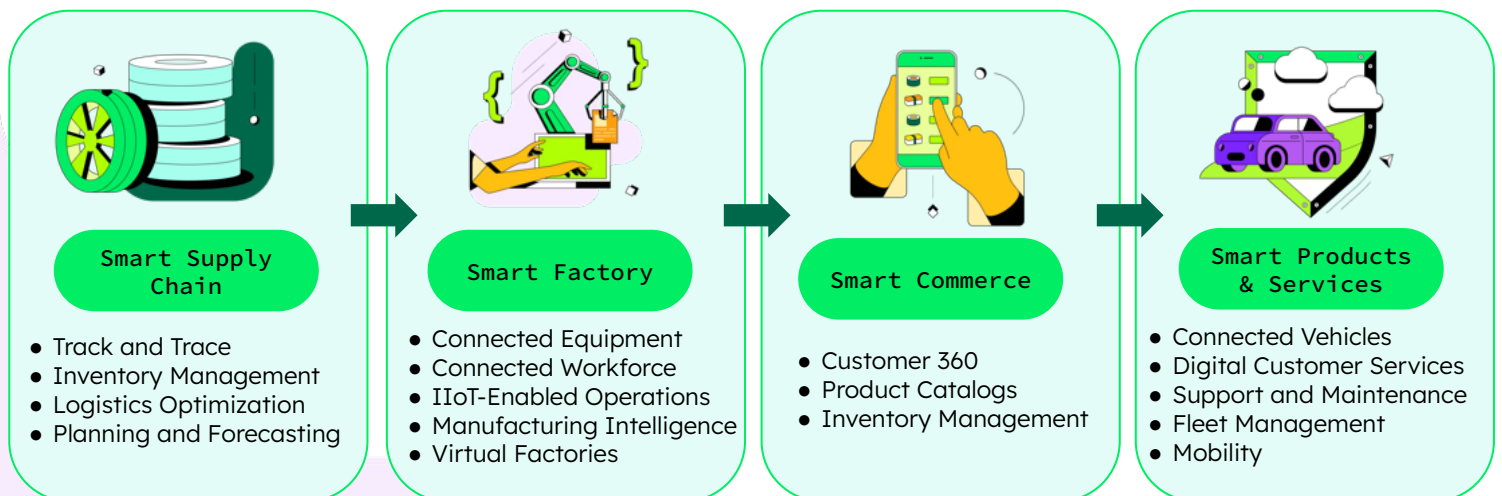 Smart Supply
Chain
● Track and Trace
● Inventory Management
● Logistics Optimization
● Planning and Forecasting
{ }
Smart Factory
● Connected Equipment
● Connected Workforce
● IIoT-Enabled Operations
● Manufacturing Intelligence
● Virtual Factories
Smart Commerce
● Customer 360
● Product Catalogs
● Inventory Management
Smart Products
& Services
● Connected Vehicles
● Digital Customer Services
● Support and Maintenance
● Fleet Management
● Mobility